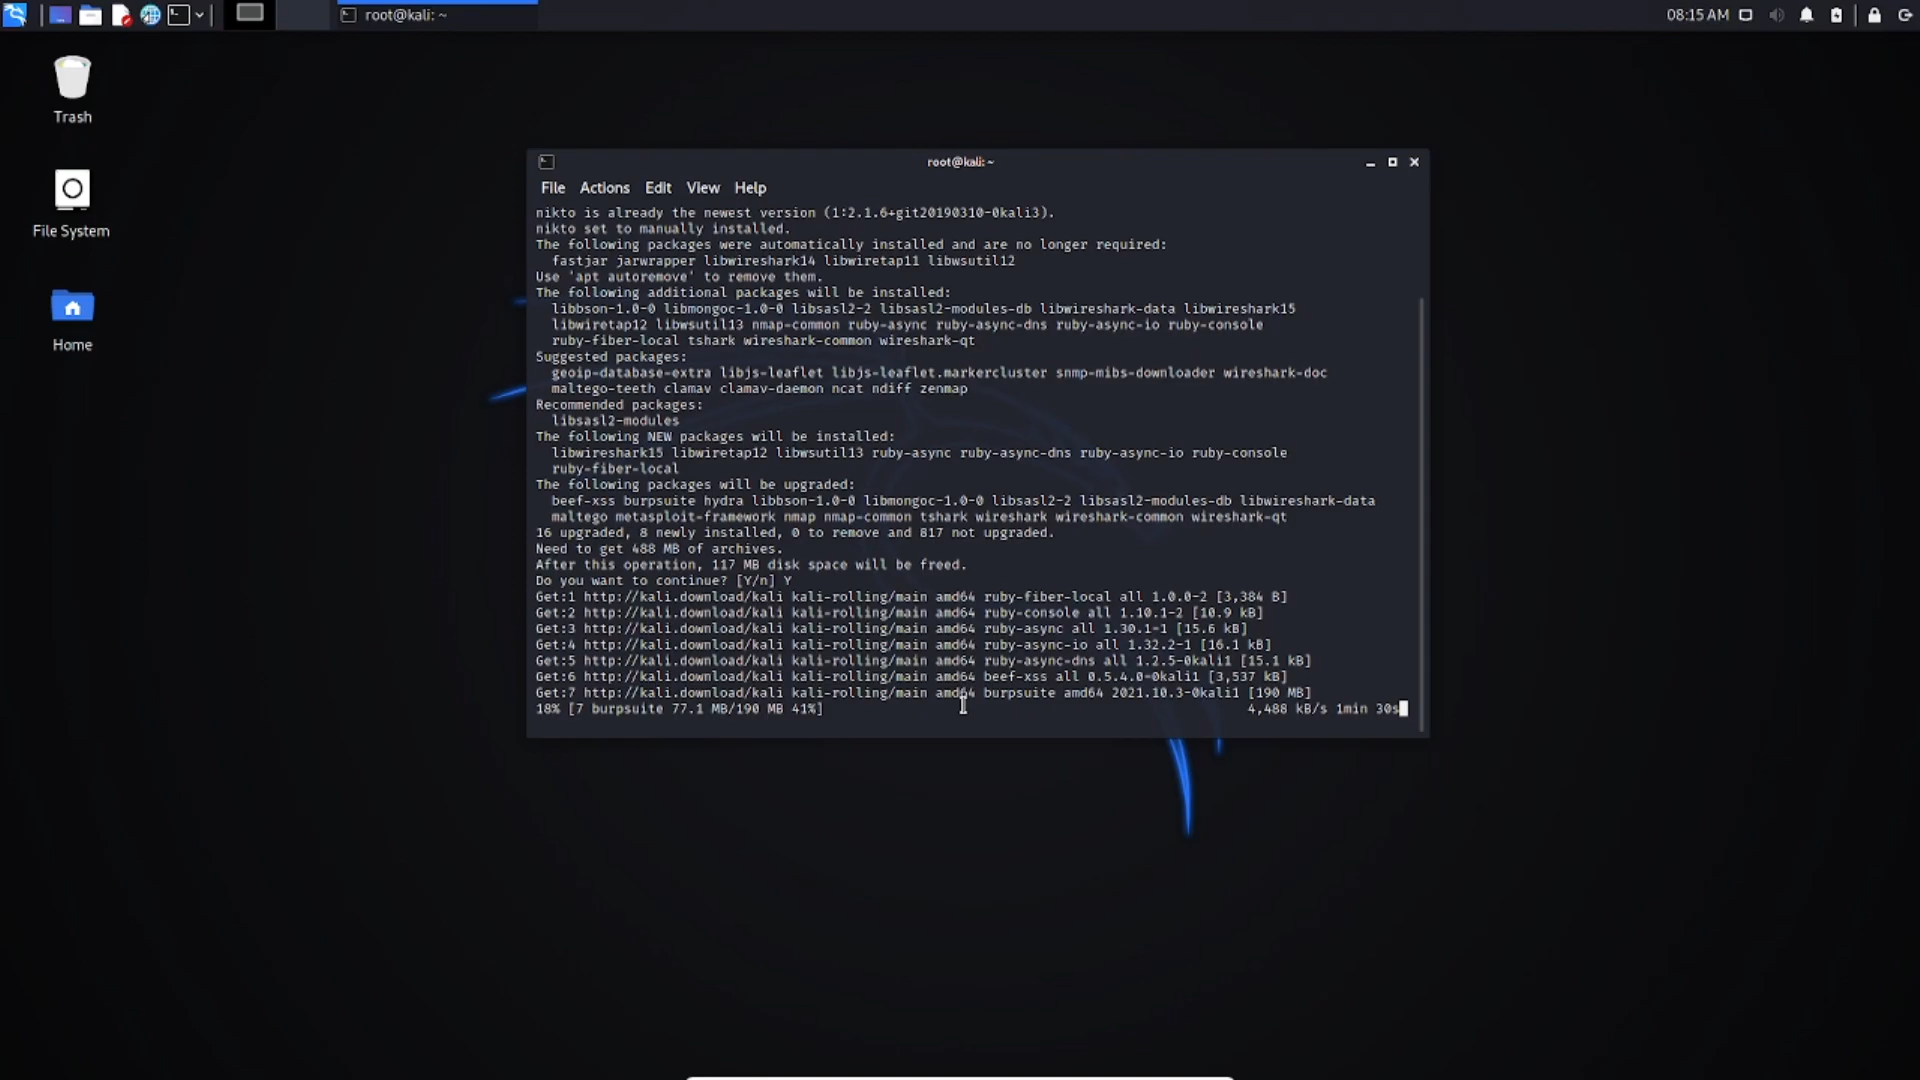 root@kali: ~
08:15 AM
Trash
File System
Home
root@kali: ~
File Actions Edit View Help
nikto is already the newest version (1:2.1.6+git20190310-0kali3).
nikto set to manually installed.
The following packages were automatically installed and are no longer required:
fastjar jarwrapper libwireshark14 libwiretap11 libwsutil12
Use 'apt autoremove' to remove them.
The following additional packages will be installed:
libbson-1.0-0 libmongoc-1.0-0 libsasl2-2 libsasl2-modules-db libwireshark-data libwireshark15
libwiretap12 libwsutil13 nmap-common ruby-async ruby-async-dns ruby-async-io ruby-console
ruby-fiber-local tshark wireshark-common wireshark-qt
Suggested packages:
geoip-database-extra libjs-leaflet libjs-leaflet.markercluster snmp-mibs-downloader wireshark-doc
maltego-teeth clamav clamav-daemon ncat ndiff zenmap
Recommended packages:
libsasl2-modules
The following NEW packages will be installed:
libwireshark15 libwiretap12 libwsutil13 ruby-async ruby-async-dns ruby-async-io ruby-console
ruby-fiber-local
The following packages will be upgraded:
beef-xss burpsuite hydra libbson-1.0-0 libmongoc-1.0-0 libsasl2-2 libsasl2-modules-db libwireshark-data
maltego metasploit-framework nmap nmap-common tshark wireshark wireshark-common wireshark-qt
16 upgraded, 8 newly installed, 0 to remove and 817 not upgraded.
Need to get 488 MB of archives.
After this operation, 117 MB disk space will be freed.
Do you want to continue? [Y/n] Y
Get:1 http://kali.download/kali kali-rolling/main amd64 ruby-fiber-local all 1.0.0-2 [3,384 B]
Get:2 http://kali.download/kali kali-rolling/main amd64 ruby-console all 1.10.1-2 [10.9 kB]
Get:3 http://kali.download/kali kali-rolling/main amd64 ruby-async all 1.30.1-1 [15.6 kB]
Get:4 http://kali.download/kali kali-rolling/main amd64 ruby-async-io all 1.32.2-1 [16.1 kB]
Get:5 http://kali.download/kali kali-rolling/main amd64 ruby-async-dns all 1.2.5-0kali1 [15.1 kB]
Get:6 http://kali.download/kali kali-rolling/main amd64 beef-xss all 0.5.4.0-0kali1 [3,537 kB]
Get:7 http://kali.download/kali kali-rolling/main amd64 burpsuite amd64 2021.10.3-0kali1 [190 MB]
18% [7 burpsuite 77.1 MB/190 MB 41%] 4,488 kB/s 1min 30s